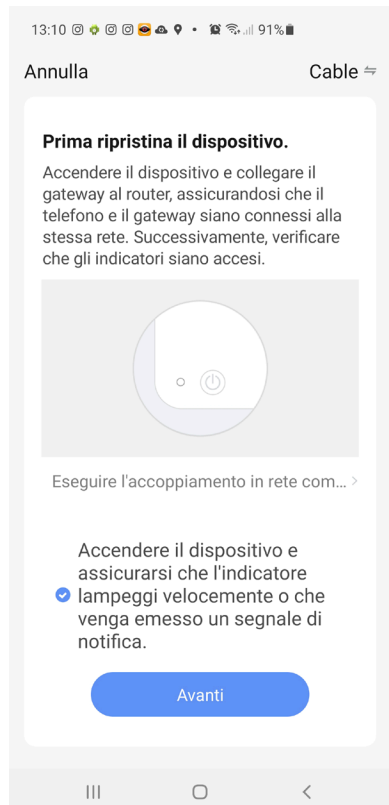 13:10 91%
Annulla Cable
Prima ripristina il dispositivo.
Accendere il dispositivo e collegare il
gateway al router, assicurandosi che il
telefono e il gateway siano connessi alla
stessa rete. Successivamente, verificare
che gli indicatori siano accesi.
Eseguire l'accoppiamento in rete com...
Accendere il dispositivo e
assicurarsi che l'indicatore
lampeggi velocemente o che
venga emesso un segnale di
notifica.
Avanti